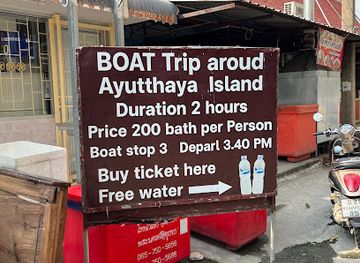 BOAT Trip aroud
Ayutthaya Island
Duration 2 hours
Price 200 bath per Person
Boat stop 3 Deparl 3.40 PM
Buy ticket here
Free water